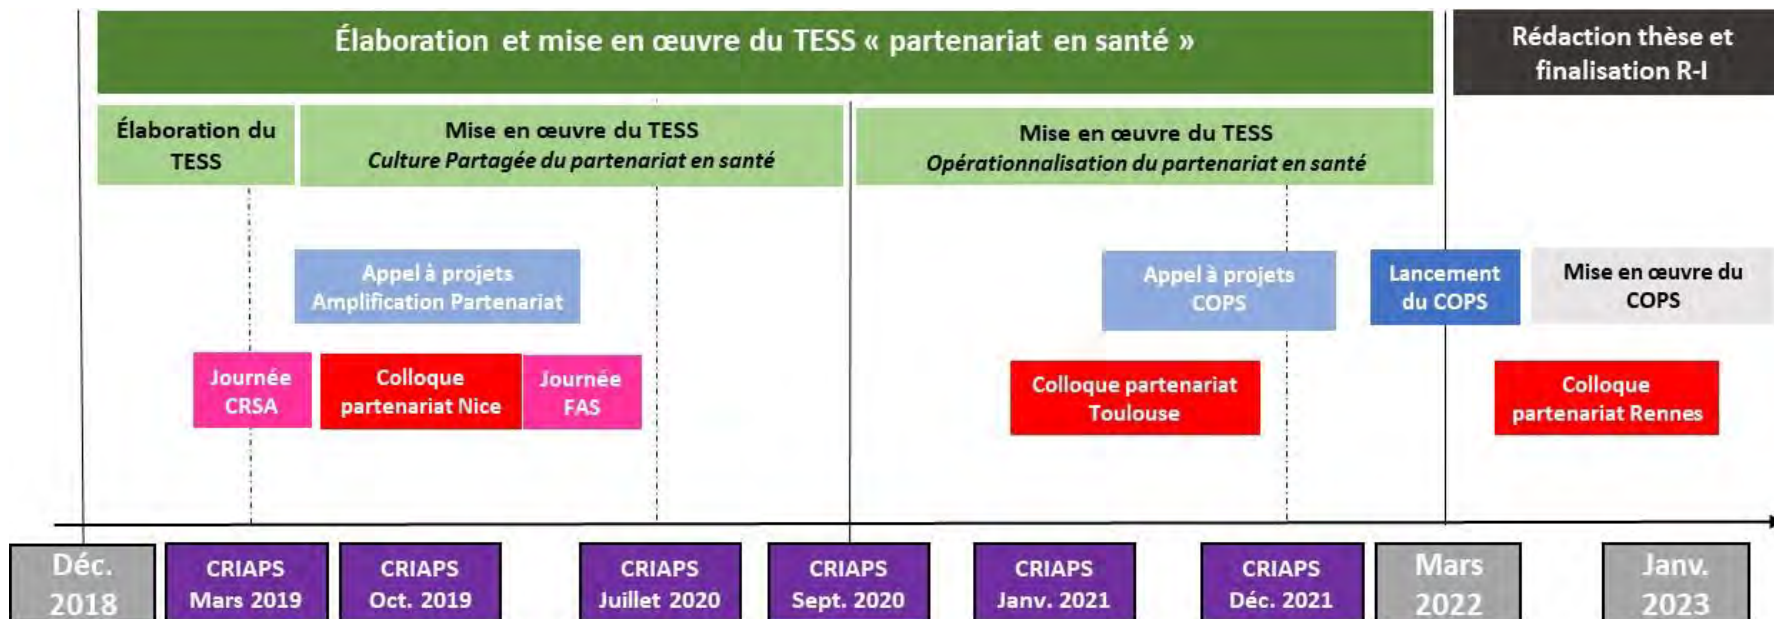 Élaboration et mise en œuvre du TESS « partenariat en santé »
Rédaction thèse et
finalisation R-I
Élaboration du
TESS
Mise en œuvre du TESS
Culture Partagée du partenariat en santé
Mise en œuvre du TESS
Opérationnalisation du partenariat en santé
Appel à projets
Amplification Partenariat
Appel à projets
COPS
Lancement
du COPS
Mise en œuvre du
COPS
Journée
CRSA
Colloque
partenariat Nice
Journée
FAS
Colloque partenariat
Toulouse
Colloque
partenariat Rennes
Déc.
2018
CRIAPS
Mars 2019
CRIAPS
Oct. 2019
CRIAPS
Juillet 2020
CRIAPS
Sept. 2020
CRIAPS
Janv. 2021
CRIAPS
Déc. 2021
Mars
2022
Janv.
2023